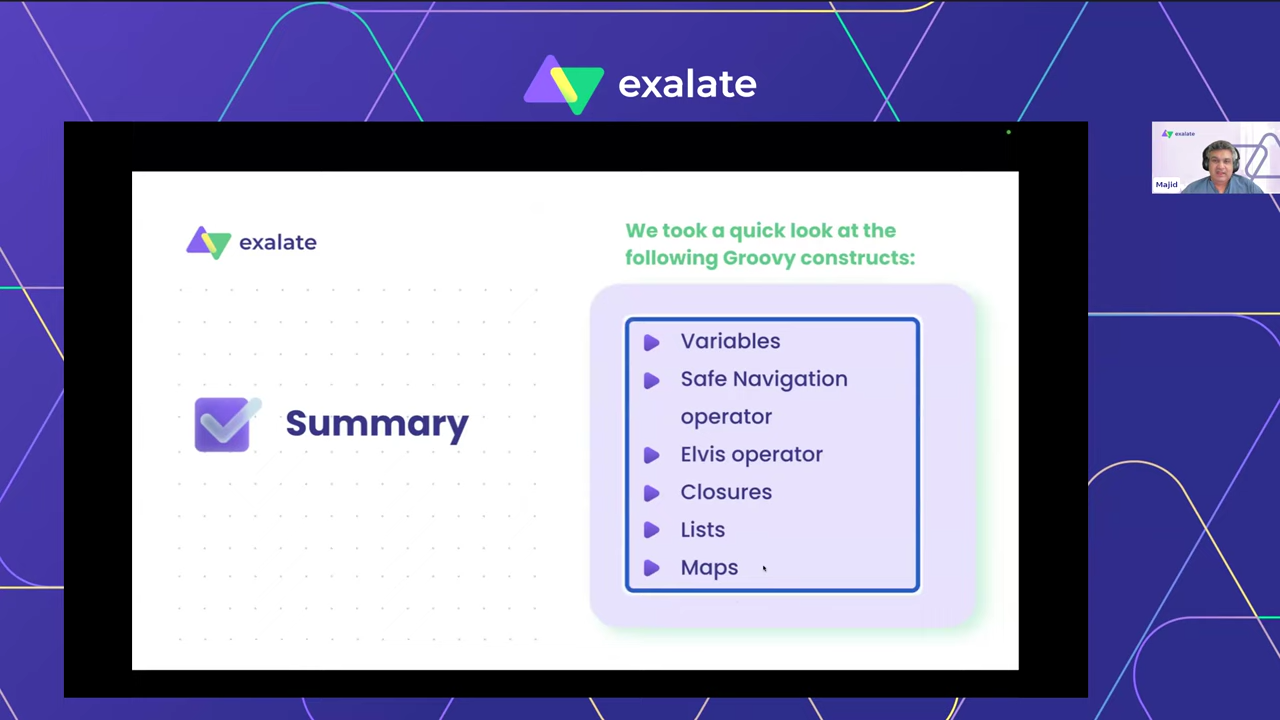 exalate
exalate
Majid
exalate
We took a quick look at the
following Groovy constructs:
Summary
Variables
Safe Navigation
operator
Elvis operator
Closures
Lists
Maps